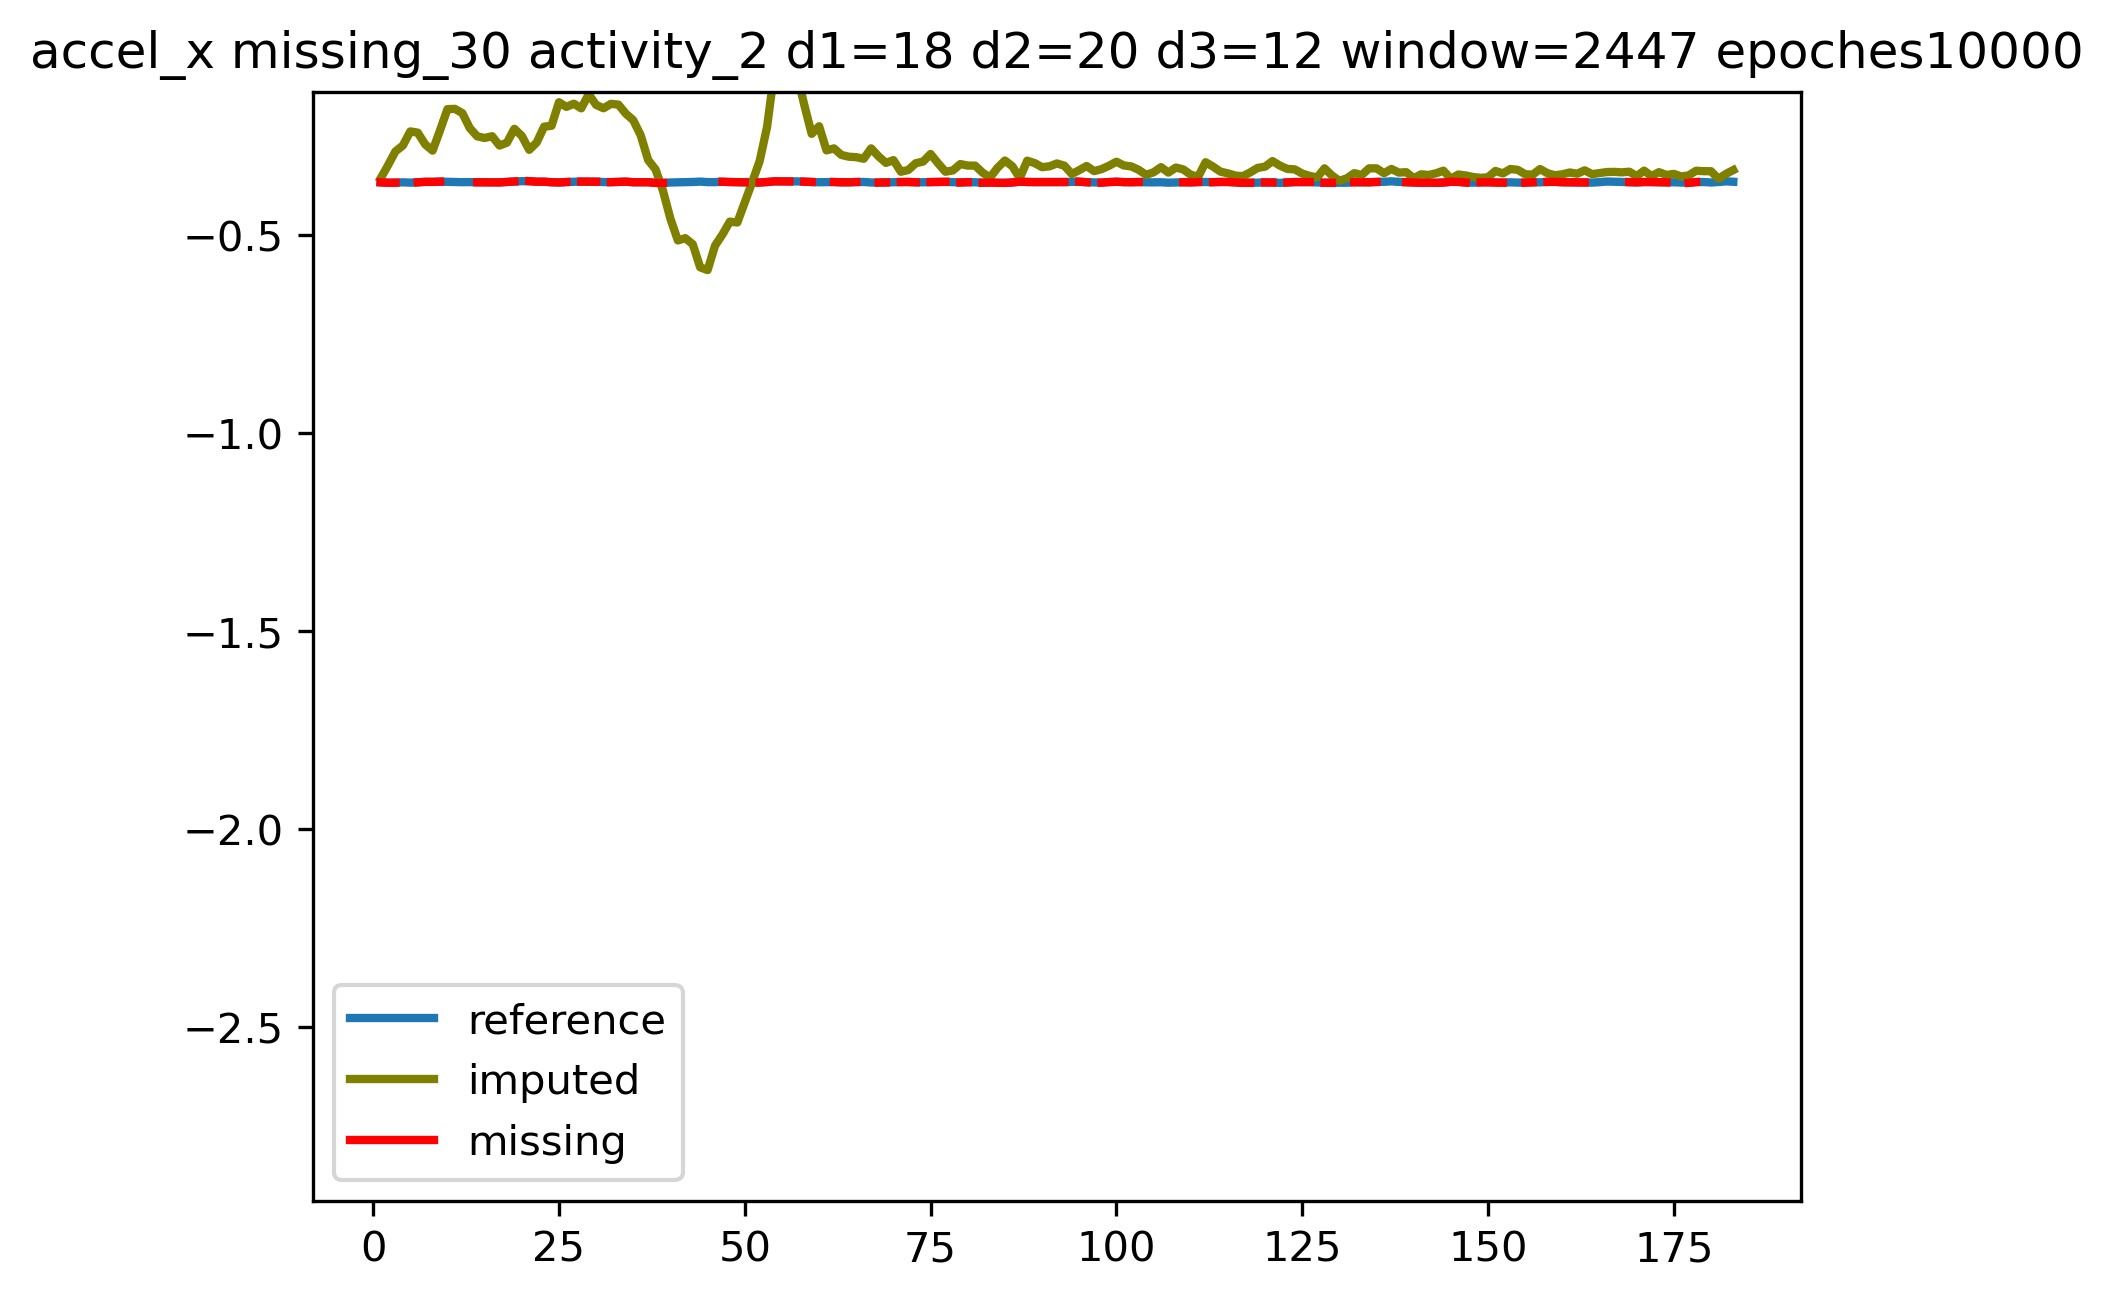 accel_x missing_30 activity_2 d1=18 d2=20 d3=12 window=2447 epoches10000
−0.5
−1.0
−1.5
−2.0
−2.5
reference
imputed
missing
0 25 50 75 100 125 150 175